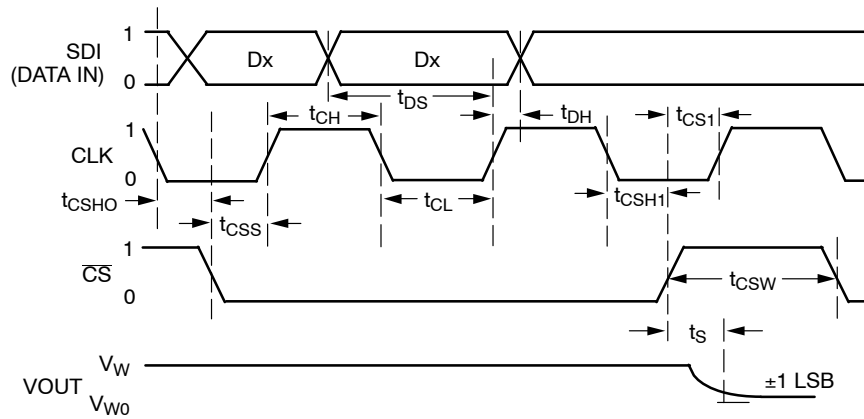 SDI
(DATA IN)
1
0
Dx
Dx
tDS
tCH
tDH
tCS1
CLK
1
0
tCSHO
tCSS
tCL
tCSH1
CS
1
0
tCSW
tS
VOUT
VW
VW0
±1 LSB